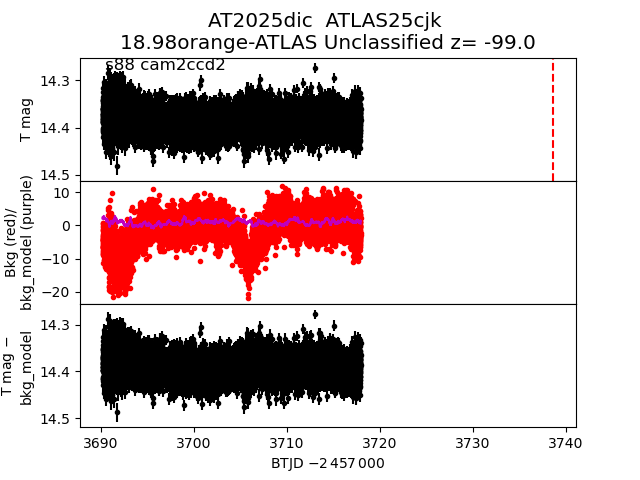 AT2025dic  ATLAS25cjk
18.98orange-ATLAS Unclassified z= -99.0
s88 cam2ccd2
14.3
14.4
14.5
T mag
10
0
−10
−20
Bkg (red)/
bkg_model (purple)
14.3
14.4
14.5
T mag −
bkg_model
3690 3700 3710 3720 3730 3740
BTJD −2 457 000